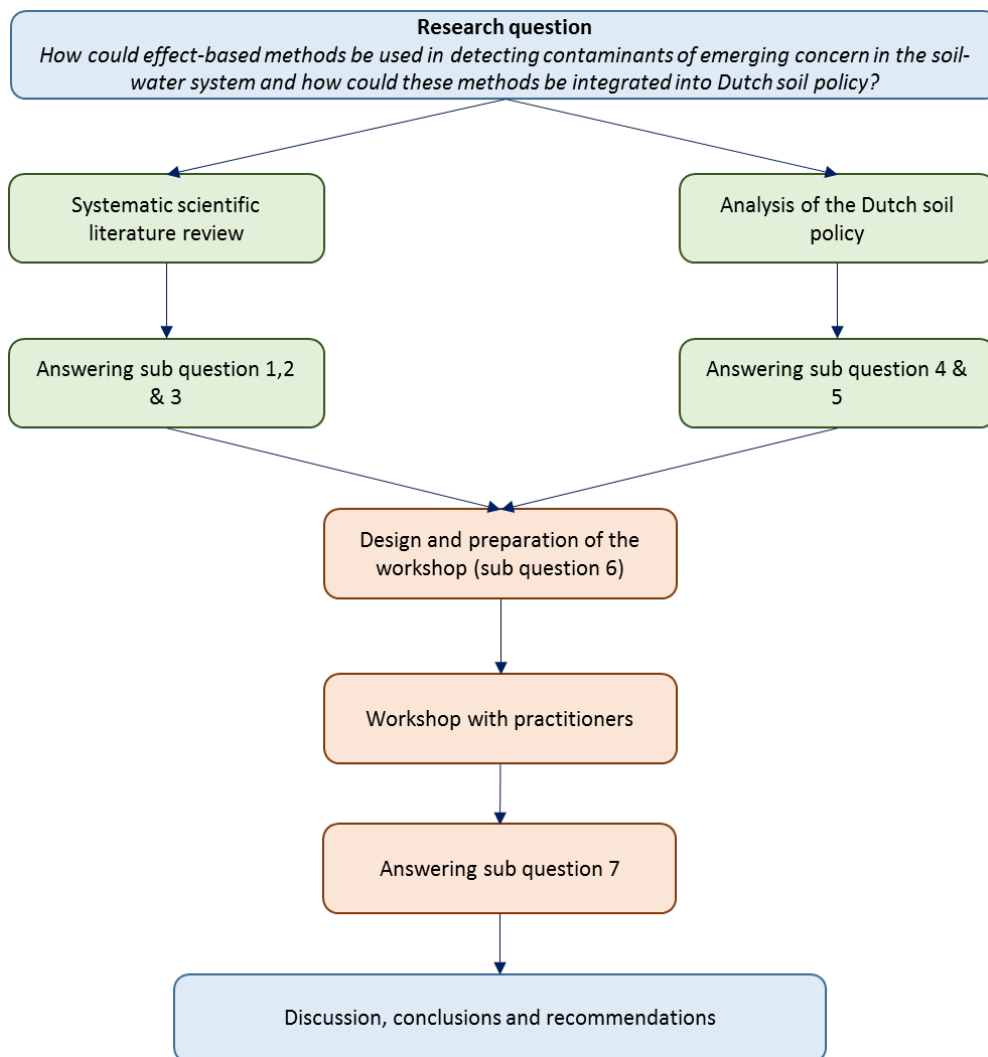 Research question
How could effect-based methods be used in detecting contaminants of emerging concern in the soil-
water system and how could these methods be integrated into Dutch soil policy?
Systematic scientific
literature review
Analysis of the Dutch soil
policy
Answering sub question 1,2
& 3
Answering sub question 4 &
5
Design and preparation of the
workshop (sub question 6)
Workshop with practitioners
Answering sub question 7
Discussion, conclusions and recommendations